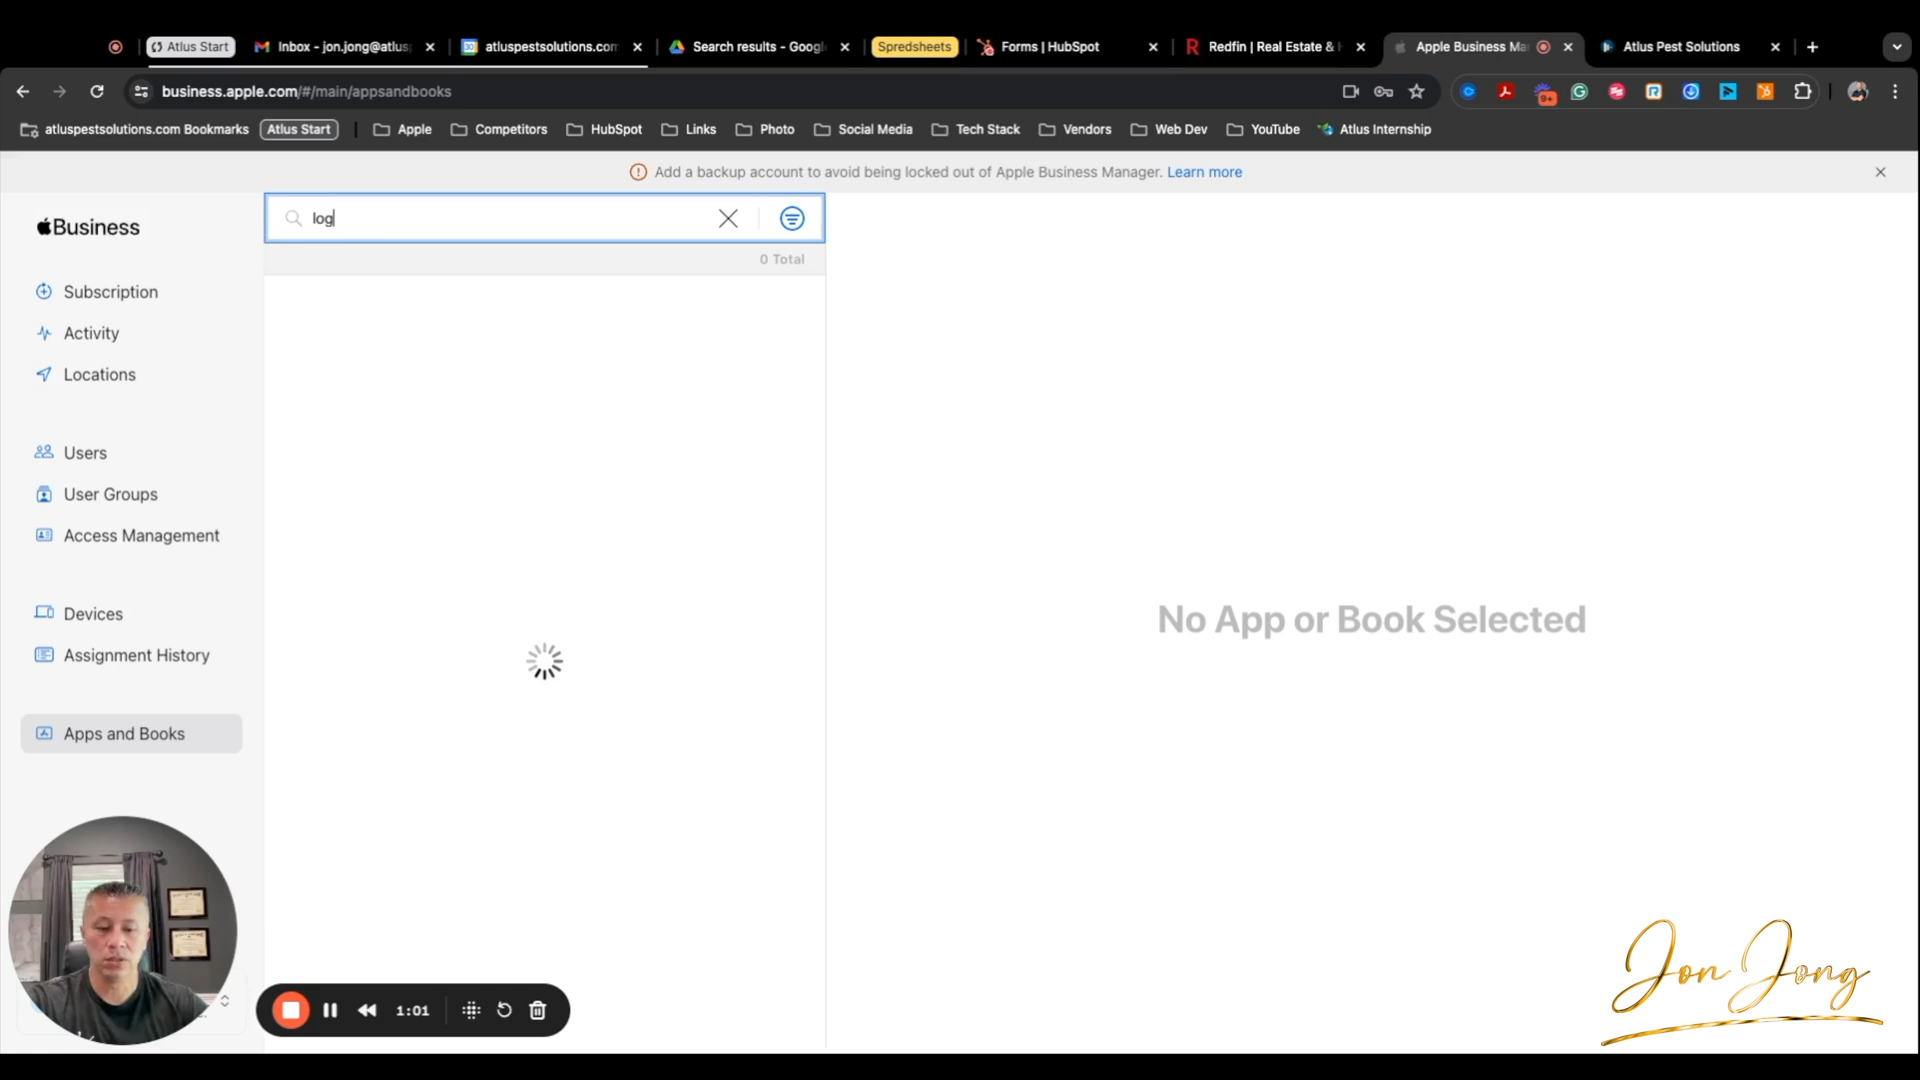 Atlus Start
Inbox - jon.jong@atlus
atluspestsolutions.com
Search results - Googl
Spredsheets
Forms | HubSpot
Redfin | Real Estate &
Apple Business Ma
Atlus Pest Solutions
business.apple.com/#/main/appsandbooks
9+
atluspestsolutions.com Bookmarks
Atlus Start
Apple
Competitors
HubSpot
Links
Photo
Social Media
Tech Stack
Vendors
Web Dev
YouTube
Atlus Internship
Add a backup account to avoid being locked out of Apple Business Manager. Learn more
Business
log
0 Total
Subscription
Activity
Locations
Users
User Groups
Access Management
Devices
Assignment History
Apps and Books
No App or Book Selected
1:01
Jon Jong